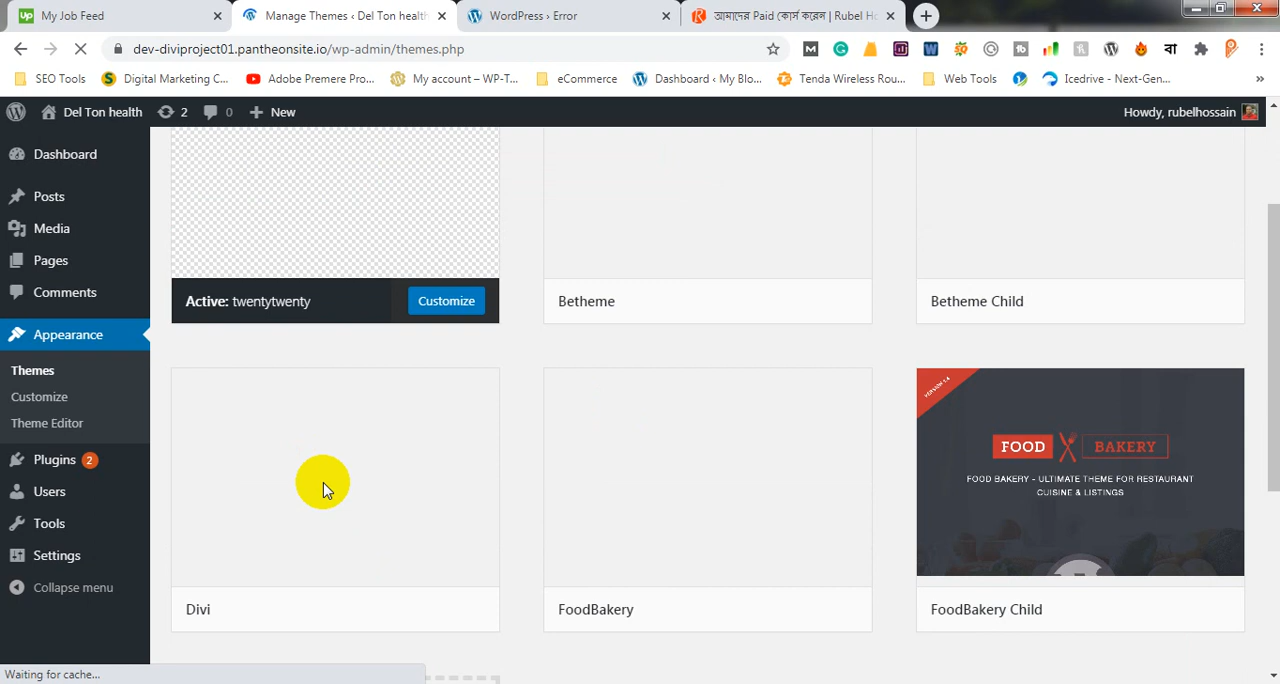 My Job Feed
Manage Themes ‹ Del Ton health
WordPress › Error
আমাদের Paid কোর্স করেল | Rubel Ho
dev-diviproject01.pantheonsite.io/wp-admin/themes.php
SEO Tools
Digital Marketing C...
Adobe Premere Pro...
My account – WP-T...
eCommerce
Dashboard ‹ My Blo...
Tenda Wireless Rou...
Web Tools
Icedrive - Next-Gen...
»
Del Ton health
2
0
New
Howdy, rubelhossain
Dashboard
Posts
Media
Pages
Comments
Appearance
Themes
Customize
Theme Editor
Plugins 2
Users
Tools
Settings
Collapse menu
Active: twentytwenty
Customize
Betheme
Betheme Child
VERSION 1.4
FOOD BAKERY
FOOD BAKERY - ULTIMATE THEME FOR RESTAURANT
CUISINE & LISTINGS
Divi
FoodBakery
FoodBakery Child
Waiting for cache...